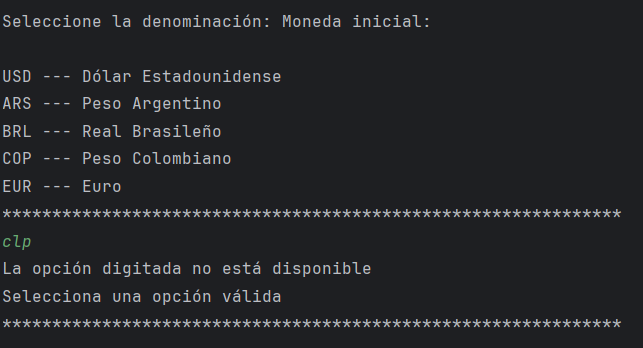 Seleccione la denominación: Moneda inicial:
USD --- Dólar Estadounidense
ARS --- Peso Argentino
BRL --- Real Brasileño
COP --- Peso Colombiano
EUR --- Euro
**************************************************************
clp
La opción digitada no está disponible
Selecciona una opción válida
**************************************************************